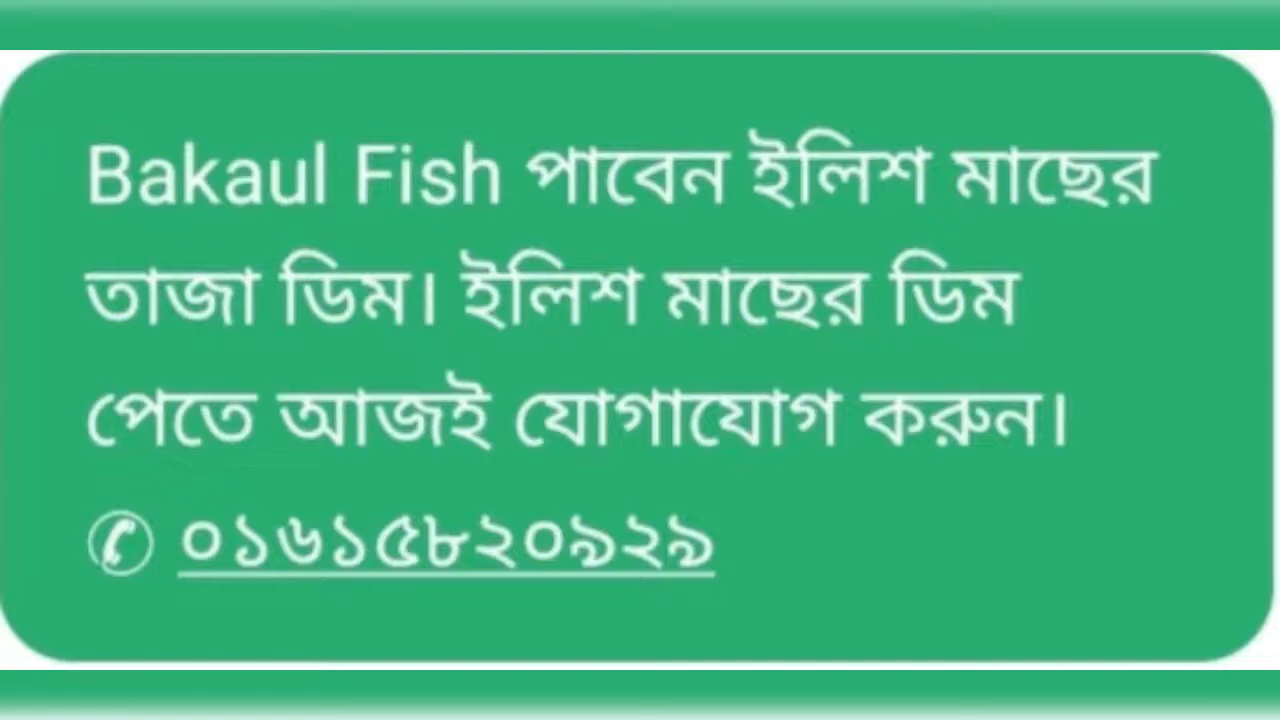 Bakaul Fish পাবেন ইলিশ মাছের
তাজা ডিম। ইলিশ মাছের ডিম
পেতে আজই যোগাযোগ করুন।
✆ ০১৬১৫৮২০৯২৯